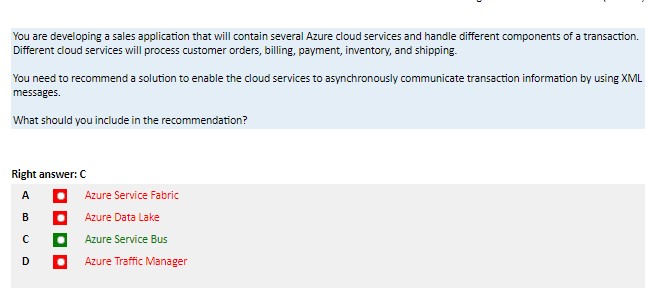 You are developing a sales application that will contain several Azure cloud services and handle different components of a transaction.
Different cloud services will process customer orders, billing, payment, inventory, and shipping.
You need to recommend a solution to enable the cloud services to asynchronously communicate transaction information by using XML
messages.
What should you include in the recommendation?
Right answer: C
A Azure Service Fabric
B Azure Data Lake
C Azure Service Bus
D Azure Traffic Manager